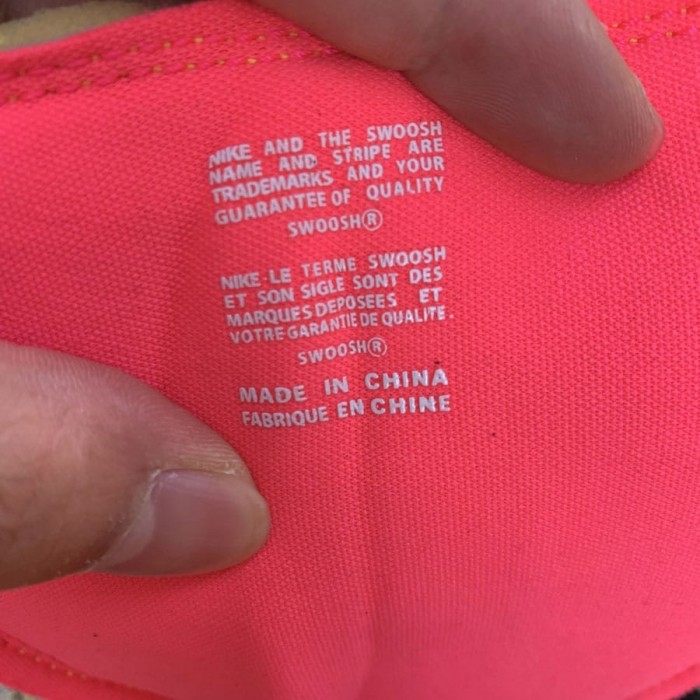 NIKE AND THE SWOOSH
NAME AND STRIPE ARE
TRADEMARKS AND YOUR
GUARANTEE OF QUALITY
SWOOSH®
NIKE-LE TERME SWOOSH
ET SON SIGLE SONT DES
MARQUES DEPOSEES ET
VOTRE GARANTIE DE QUALITE.
SWOOSH®
MADE IN CHINA
FABRIQUE EN CHINE